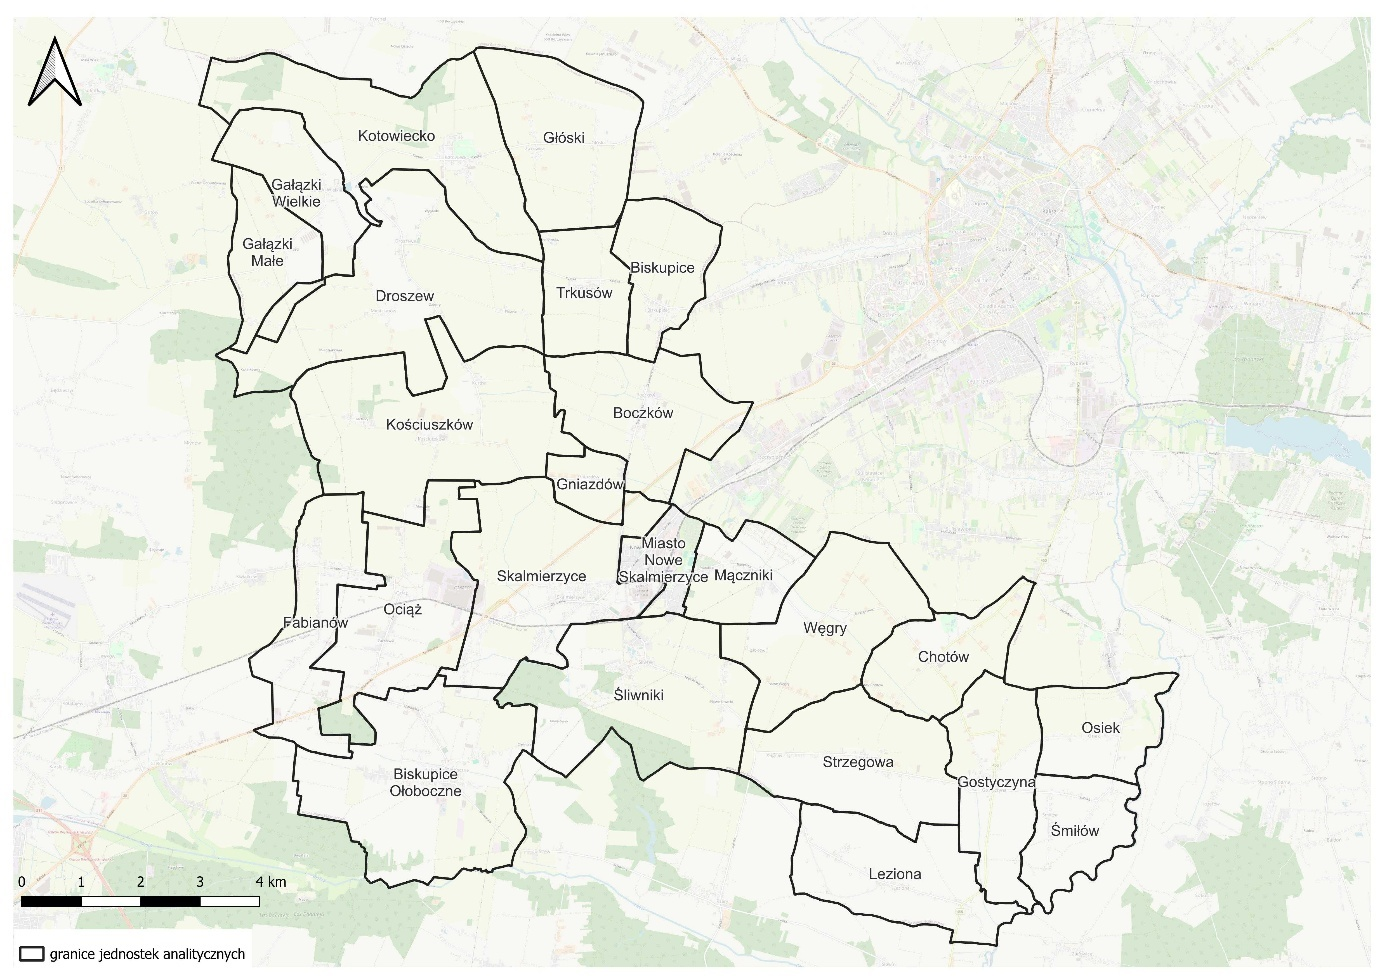 Kotowiecko
Głóski
Gałązki
Wielkie
Gałązki
Małe
Biskupice
Droszew
Trkusów
Boczków
Kościuszków
Gniazdów
Miasto
Nowe
Skalmierzyce
Skalmierzyce
Mączniki
Ociąż
Fabianów
Węgry
Chotów
Śliwniki
Osiek
Strzegowa
Biskupice
Ołoboczne
Gostyczyna
Śmiłów
Leziona
0 1 2 3 4 km
granice jednostek analitycznych